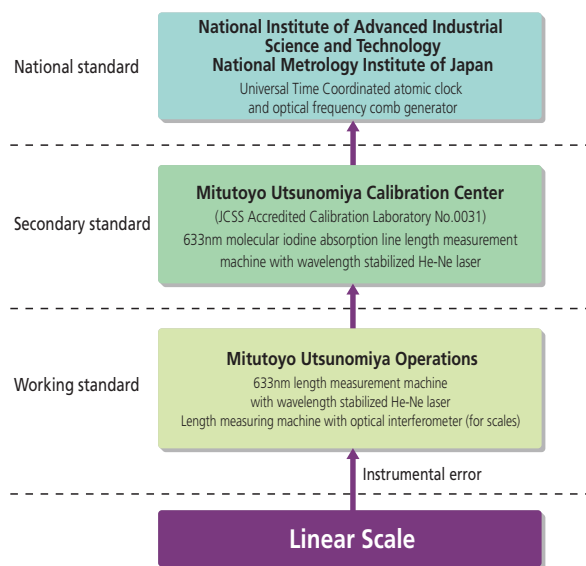 National standard
National Institute of Advanced Industrial
Science and Technology
National Metrology Institute of Japan
Universal Time Coordinated atomic clock
and optical frequency comb generator
Secondary standard
Mitutoyo Utsunomiya Calibration Center
(JCSS Accredited Calibration Laboratory No.0031)
633nm molecular iodine absorption line length measurement
machine with wavelength stabilized He-Ne laser
Working standard
Mitutoyo Utsunomiya Operations
633nm length measurement machine
with wavelength stabilized He-Ne laser
Length measuring machine with optical interferometer (for scales)
Instrumental error
Linear Scale